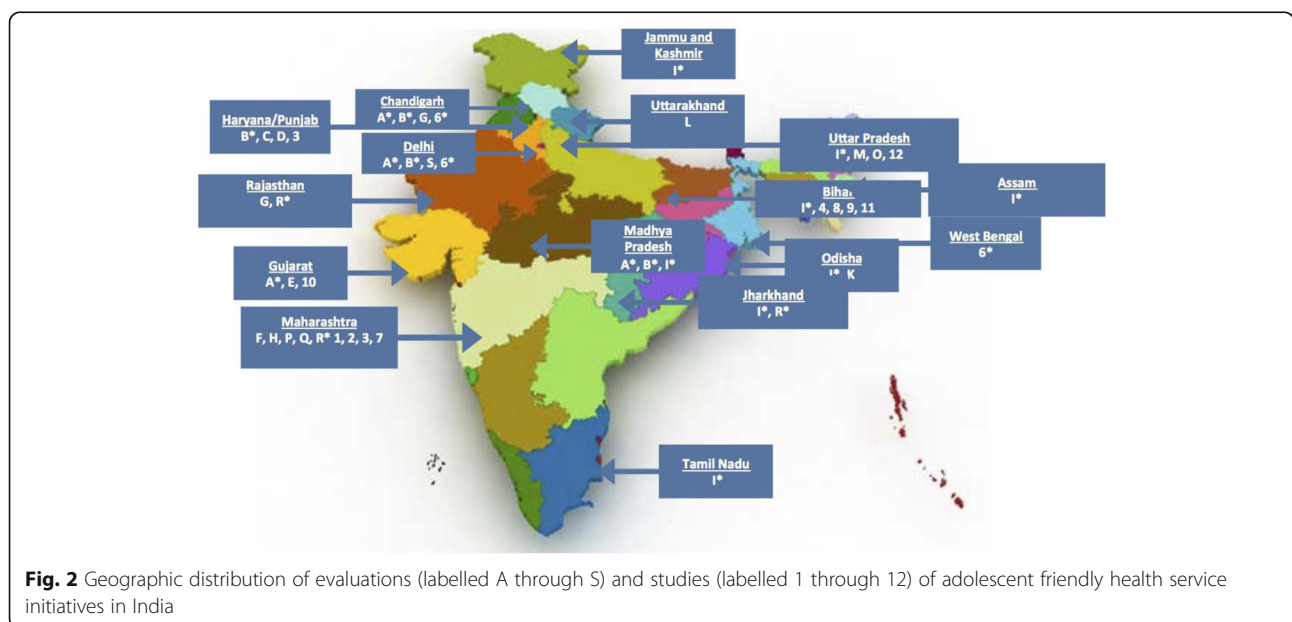 Jammu and
Kashmir
I*
Chandigarh
A*, B*, G, 6*
Uttarakhand
L
Haryana/Punjab
B*, C, D, 3
Uttar Pradesh
I*, M, O, 12
Delhi
A*, B*, S, 6*
Rajasthan
G, R*
Bihar
I*, 4, 8, 9, 11
Assam
I*
Madhya
Pradesh
A*, B*, I*
West Bengal
6*
Gujarat
A*, E, 10
Odisha
I*, K
Jharkhand
I*, R*
Maharashtra
F, H, P, Q, R* 1, 2, 3, 7
Tamil Nadu
I*
Fig. 2 Geographic distribution of evaluations (labelled A through S) and studies (labelled 1 through 12) of adolescent friendly health service
initiatives in India